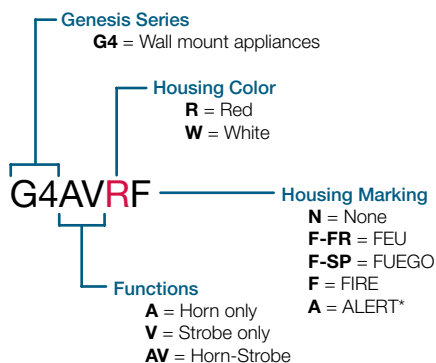 Genesis Series
G4 = Wall mount appliances
Housing Color
R = Red
W = White
G4AVRF
Housing Marking
N = None
F-FR = FEU
F-SP = FUEGO
F = FIRE
A = ALERT*
Functions
A = Horn only
V = Strobe only
AV = Horn-Strobe